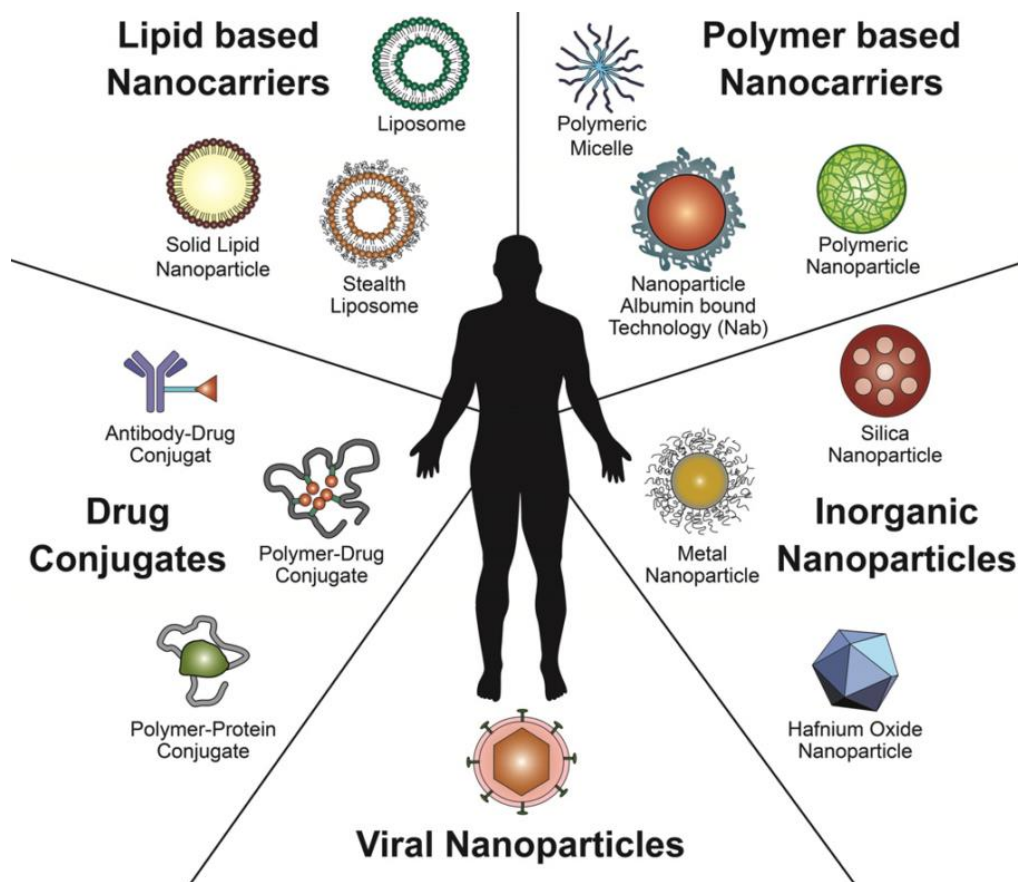 Lipid based
Nanocarriers
Liposome
Solid Lipid
Nanoparticle
Stealth
Liposome
Polymer based
Nanocarriers
Polymeric
Micelle
Nanoparticle
Albumin bound
Technology (Nab)
Polymeric
Nanoparticle
Antibody-Drug
Conjugat
Drug
Conjugates
Polymer-Drug
Conjugate
Polymer-Protein
Conjugate
Silica
Nanoparticle
Inorganic
Nanoparticles
Metal
Nanoparticle
Hafnium Oxide
Nanoparticle
Viral Nanoparticles